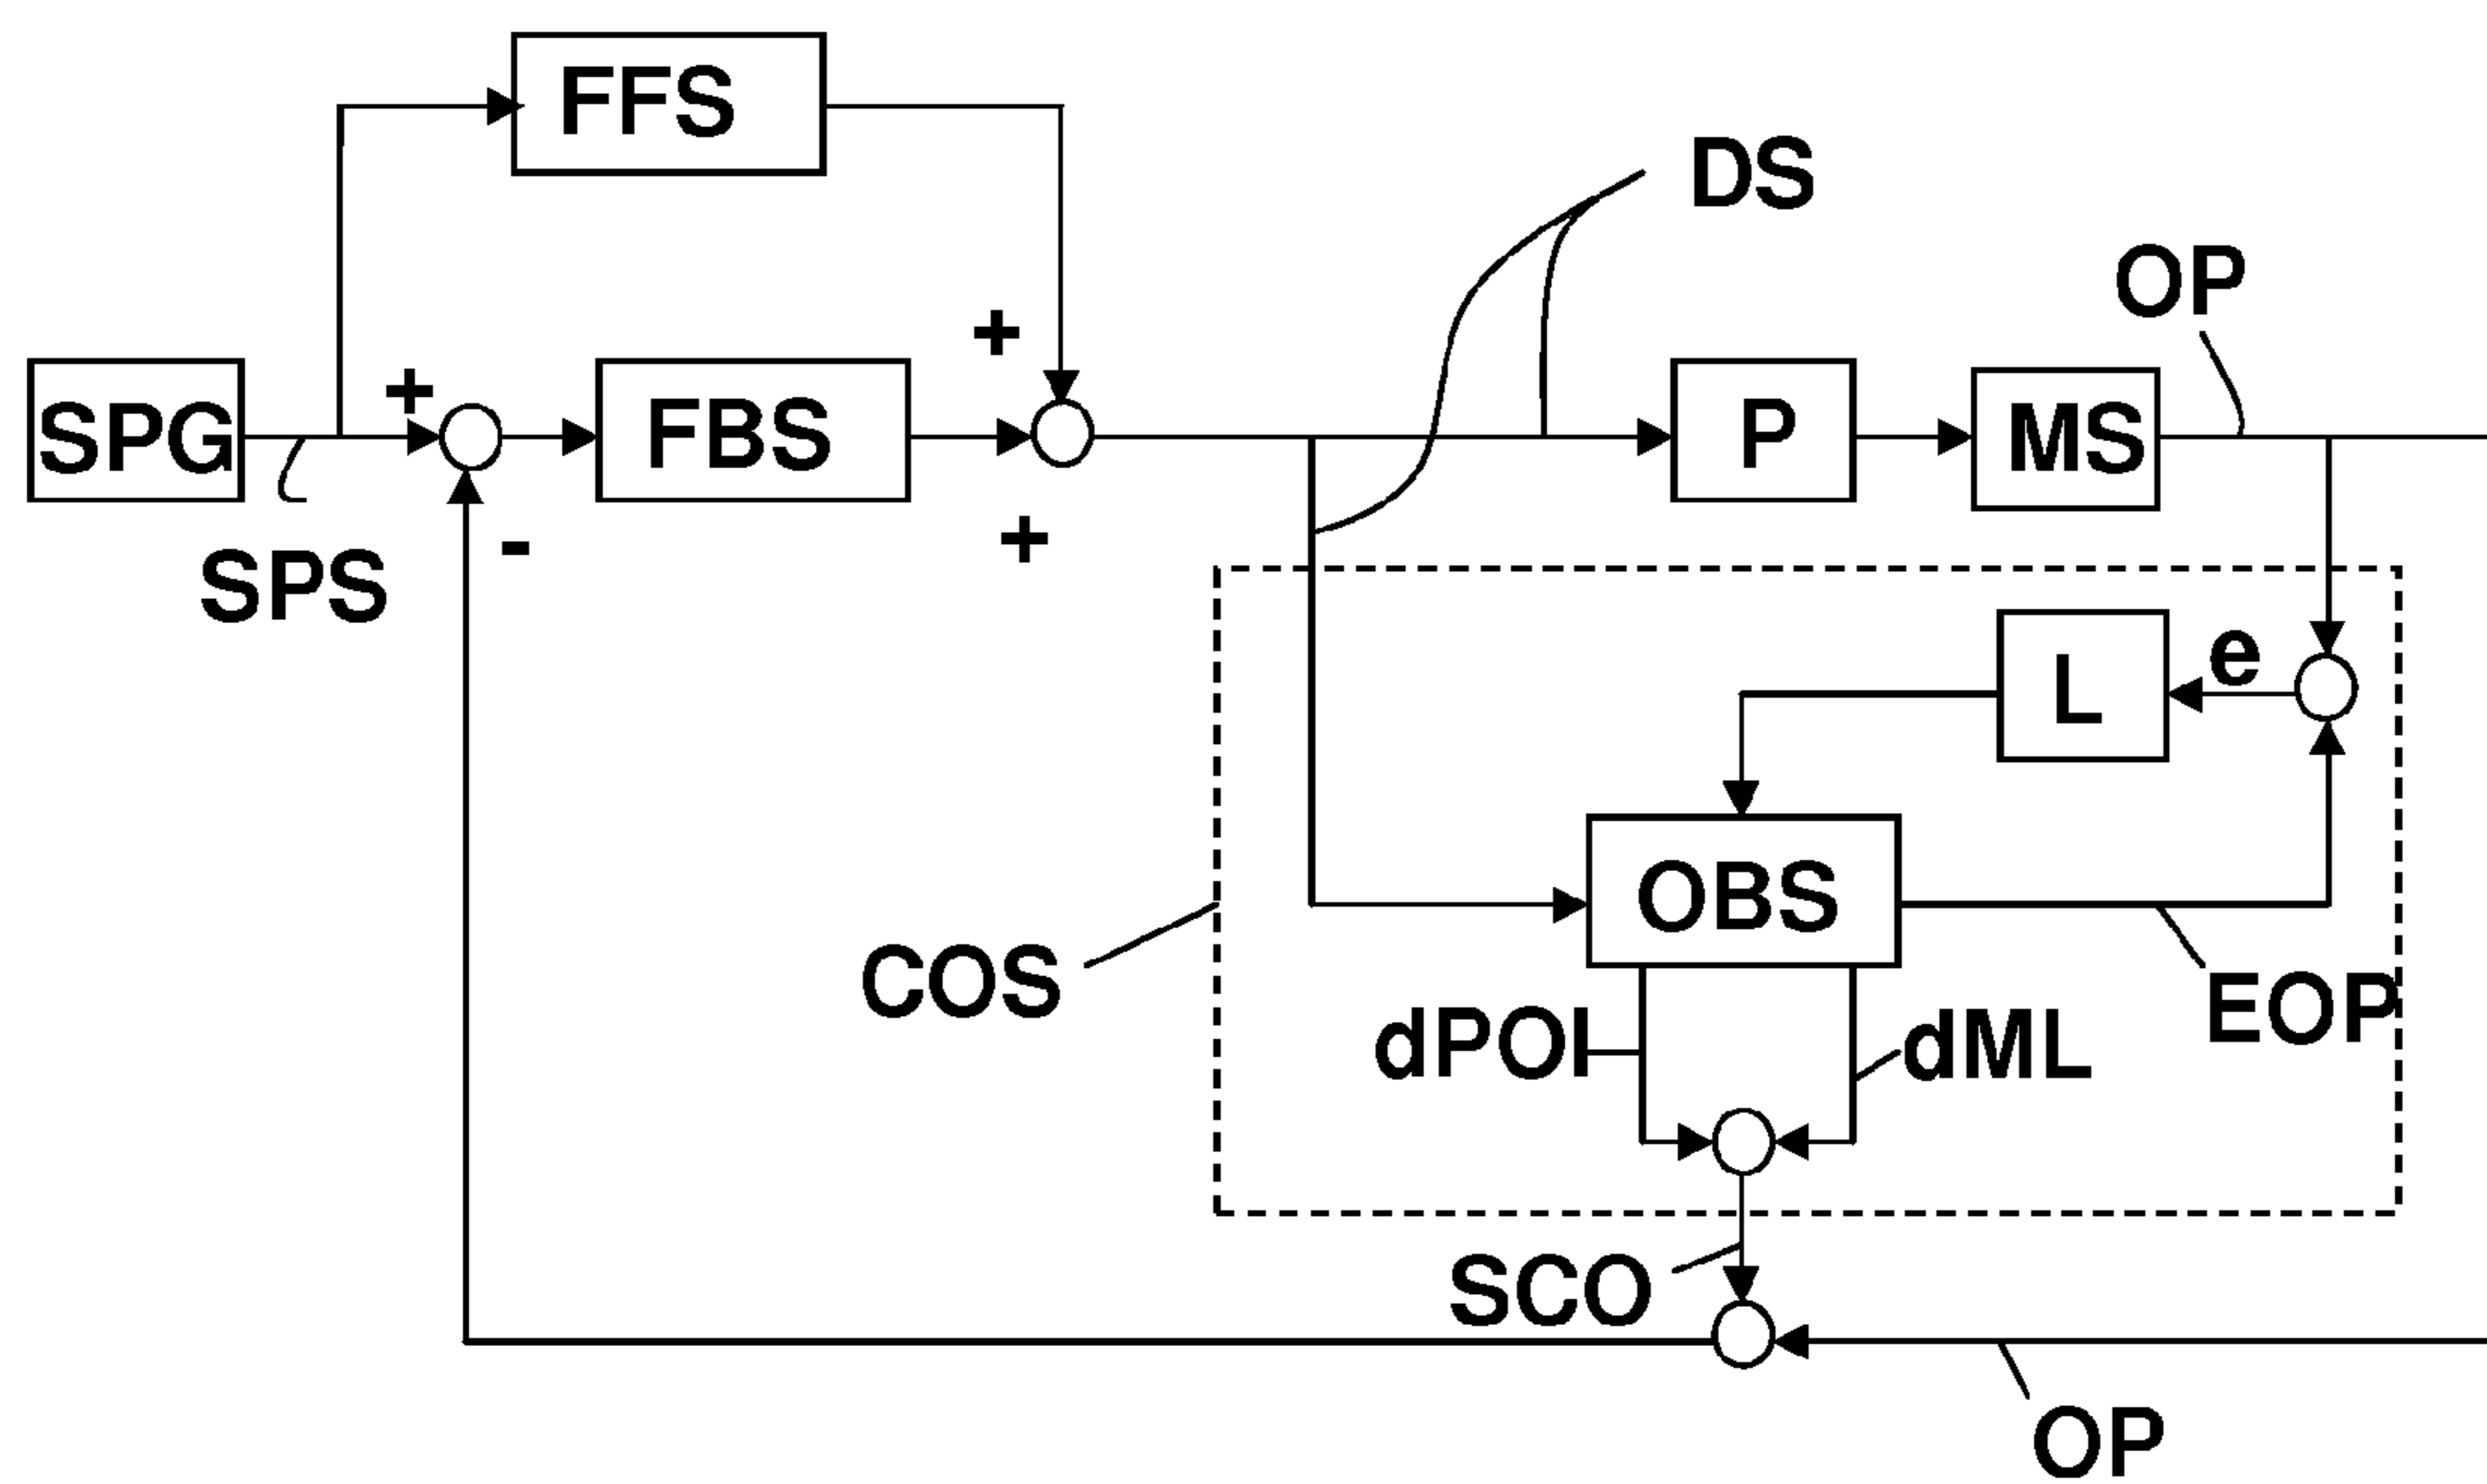 FFS
DS
OP
+
+
SPG
FBS
P
MS
SPS
-
+
e
L
OBS
COS
EOP
dPOI
dML
SCO
OP